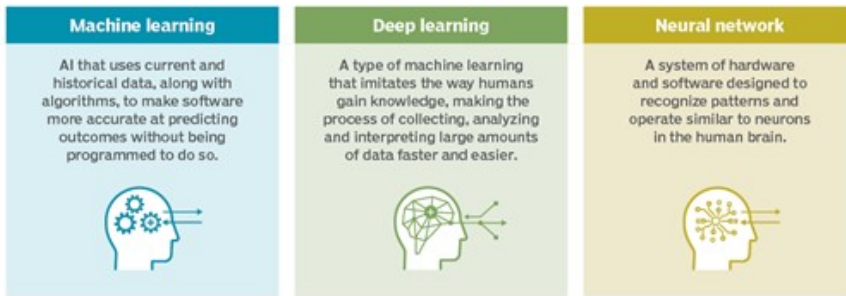 Machine learning
AI that uses current and
historical data, along with
algorithms, to make software
more accurate at predicting
outcomes without being
programmed to do so.
Deep learning
A type of machine learning
that imitates the way humans
gain knowledge, making the
process of collecting, analyzing
and interpreting large amounts
of data faster and easier.
Neural network
A system of hardware
and software designed to
recognize patterns and
operate similar to neurons
in the human brain.